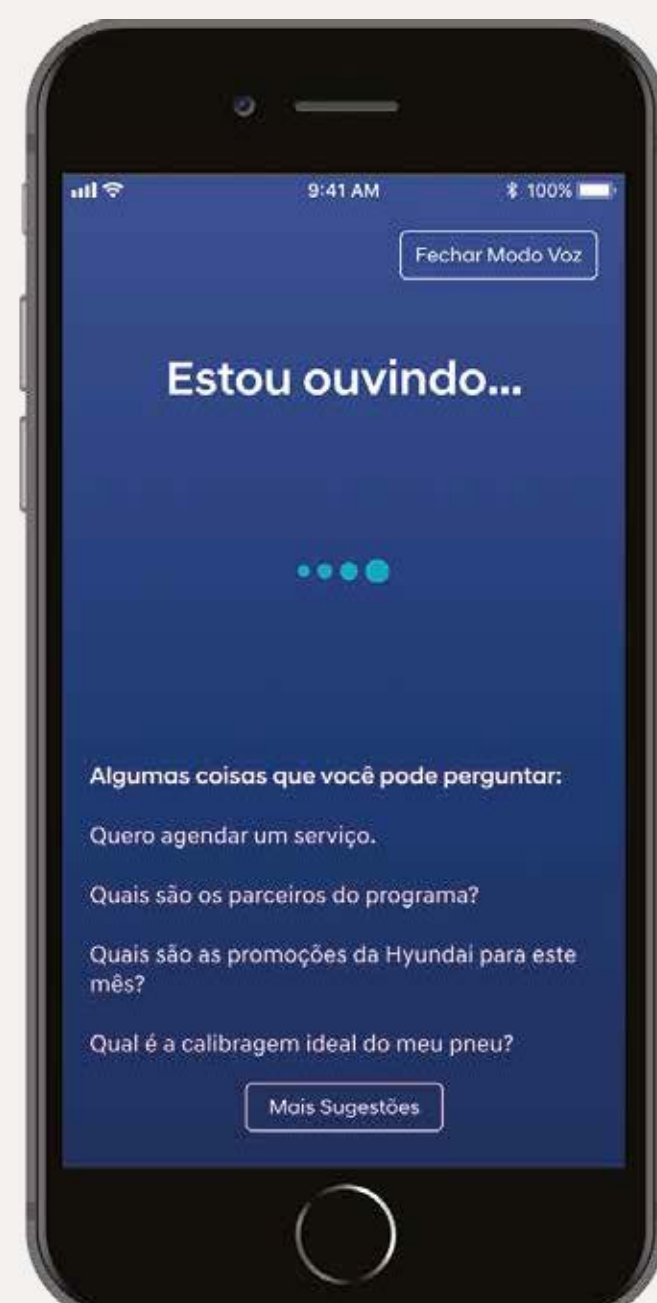 9:41 AM
100%
Fechar Modo Voz
Estou ouvindo...
Algumas coisas que você pode perguntar:
Quero agendar um serviço.
Quais são os parceiros do programa?
Quais são as promoções da Hyundai para este
mês?
Qual é a calibragem ideal do meu pneu?
Mais Sugestões